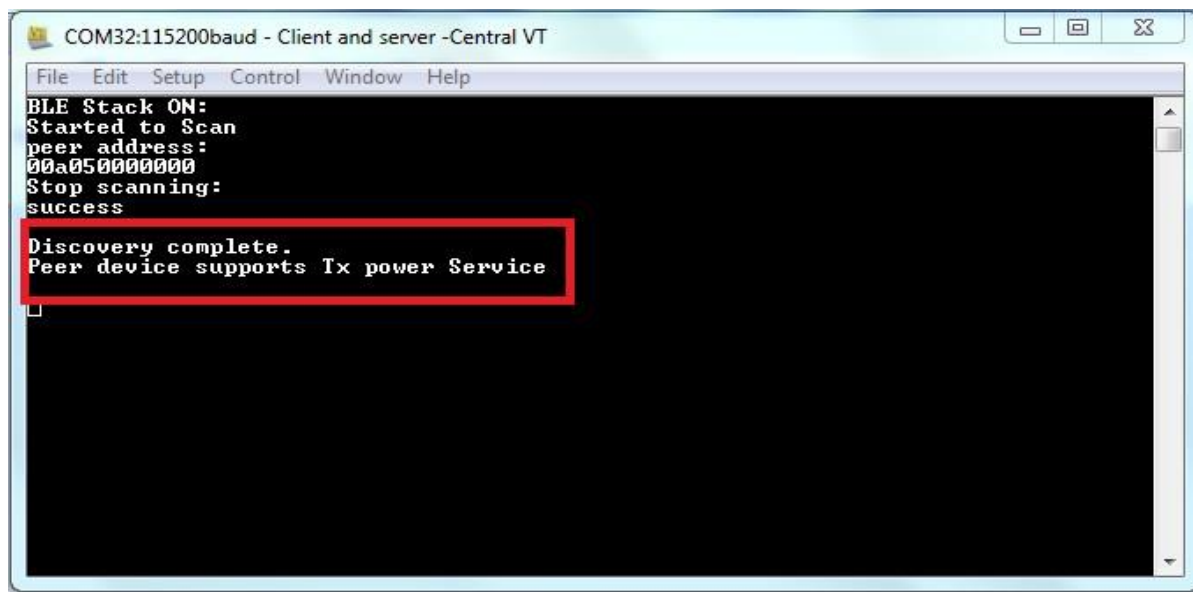 COM32:115200baud - Client and server -Central VT
File Edit Setup Control Window Help
BLE Stack ON:
Started to Scan
peer address:
00a050000000
Stop scanning:
success
Discovery complete.
Peer device supports Tx power Service